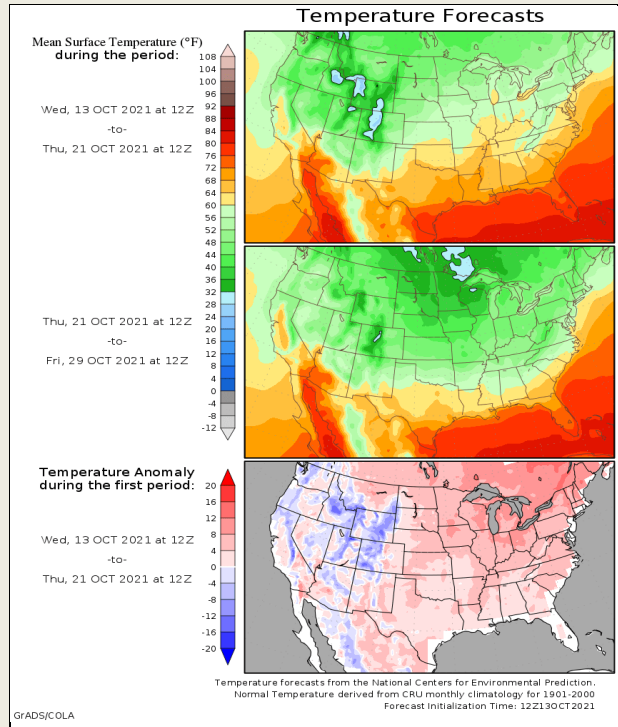 Temperature Forecasts
Mean Surface Temperature (°F)
during the period:
Wed, 13 OCT 2021 at 12Z
-to-
Thu, 21 OCT 2021 at 12Z
108
104
100
96
92
88
84
80
76
72
68
64
60
56
52
48
44
40
36
32
28
24
20
16
12
8
4
0
-4
-8
-12
Thu, 21 OCT 2021 at 12Z
-to-
Fri, 29 OCT 2021 at 12Z
Temperature Anomaly
during the first period:
Wed, 13 OCT 2021 at 12Z
-to-
Thu, 21 OCT 2021 at 12Z
20
16
12
8
4
0
-4
-8
-12
-16
-20
Temperature forecasts from the National Centers for Environmental Prediction.
Normal Temperature derived from CRU monthly climatology for 1901-2000
Forecast Initialization Time: 12Z13OCT2021
GrADS/COLA